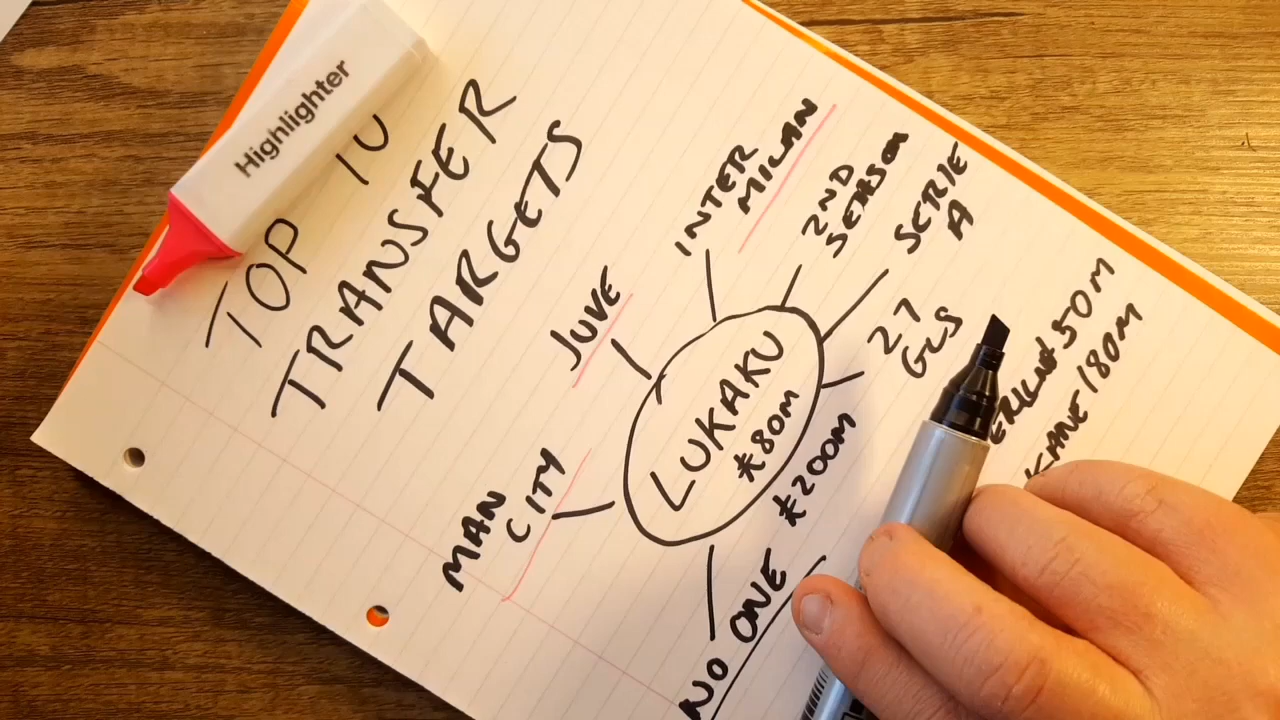 Highlighter
TOP 10
TRANSFER
TARGETS
INTER
MILAN
2ND
SEASON
SERIE
A
27
GLS
JUVE
LUKAKU
£80M
£200M
MAN
CITY
NO ONE
50M
KANE 180M